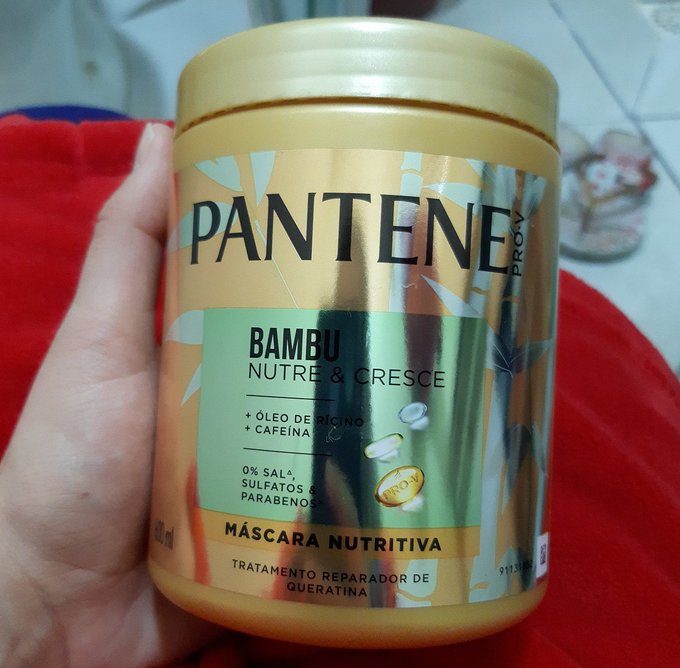 PANTENE
PRO-V
BAMBU
NUTRE & CRESCE
+ ÓLEO DE RÍCINO
+ CAFEÍNA
0% SAL^,
SULFATOS &
PARABENOS
PRO-V
MÁSCARA NUTRITIVA
TRATAMENTO REPARADOR DE
QUERATINA